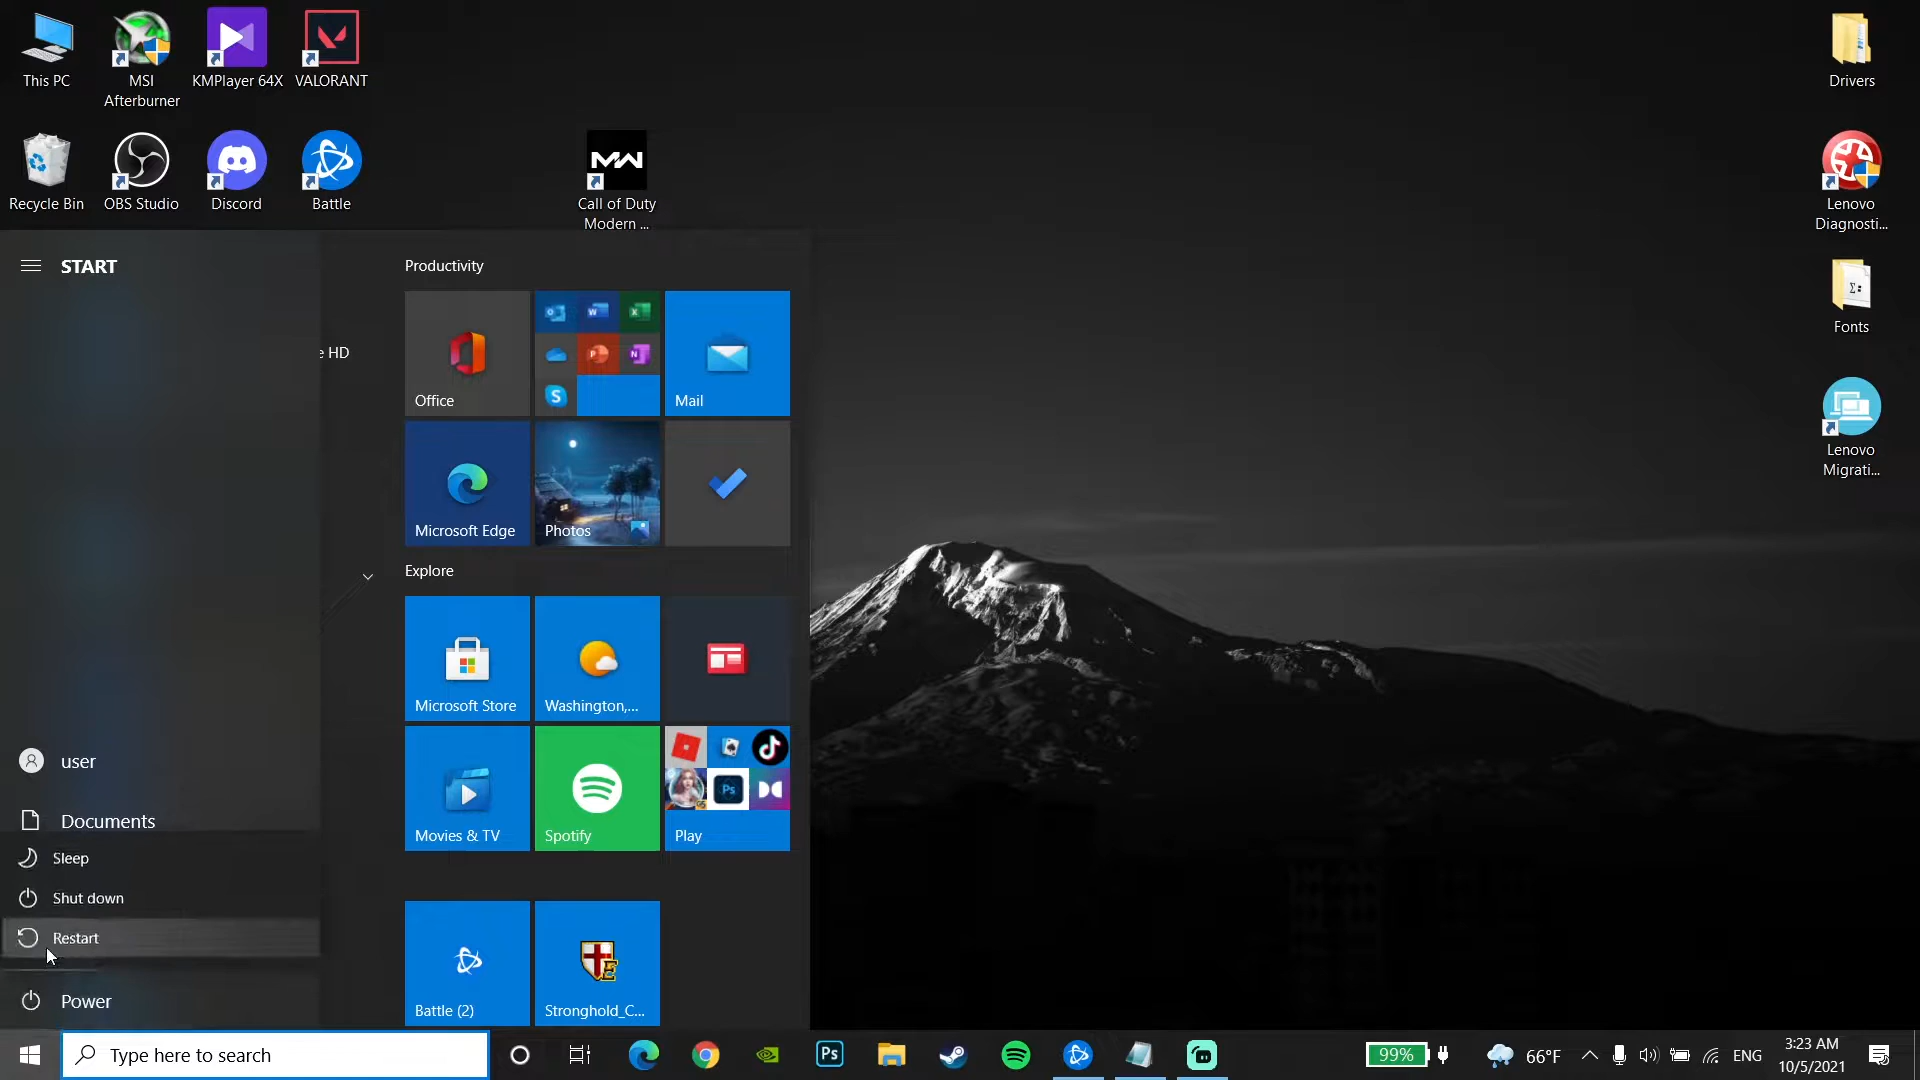 This PC
MSI
Afterburner
KMPlayer 64X
VALORANT
Drivers
Recycle Bin
OBS Studio
Discord
Battle
MW
Call of Duty
Modern ...
Lenovo
Diagnosti...
Fonts
Lenovo
Migrati...
START
e HD
user
Documents
Sleep
Shut down
Restart
Power
Productivity
Office
Mail
Microsoft Edge
Photos
Explore
Microsoft Store
Washington,...
Movies & TV
Spotify
Ps
Play
Battle (2)
Stronghold_C...
Type here to search
Ps
99%
66°F
ENG
3:23 AM
10/5/2021